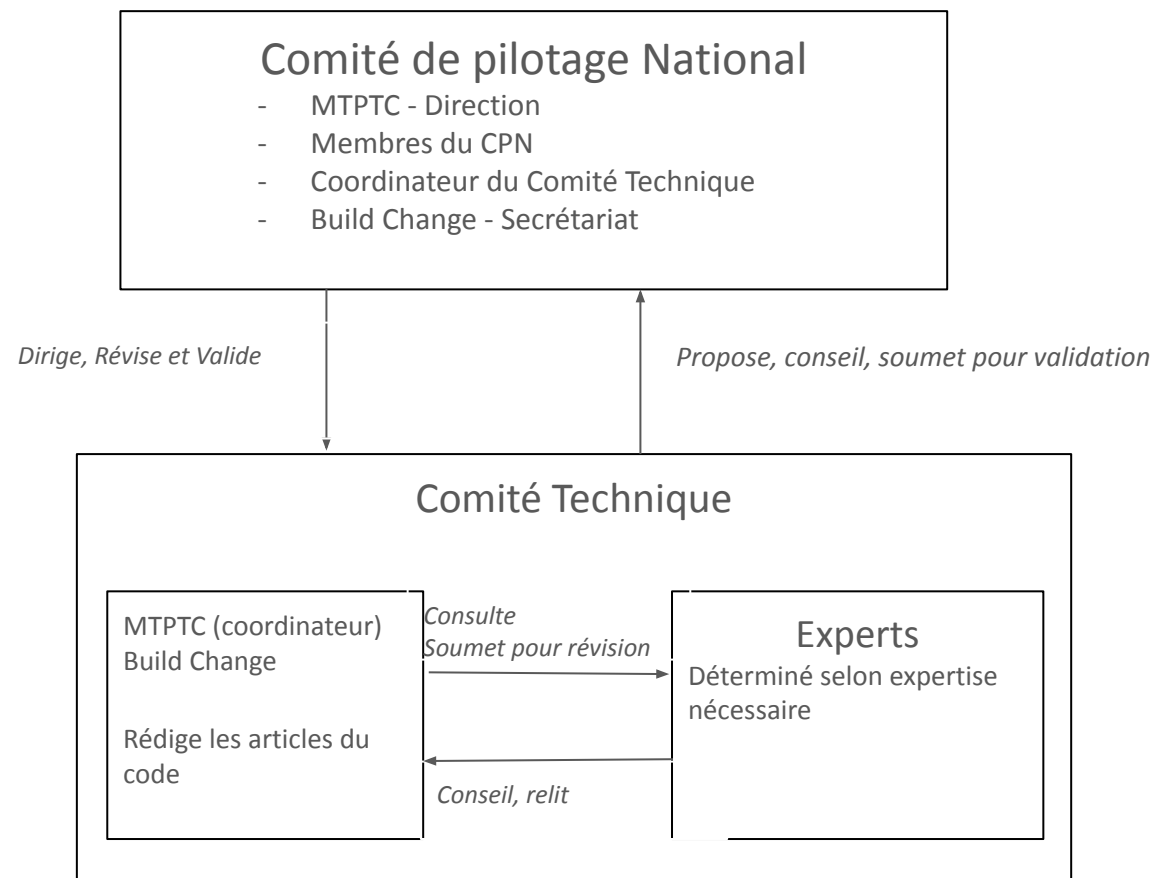 Comité de pilotage National
- MTPTC - Direction
- Membres du CPN
- Coordinateur du Comité Technique
- Build Change - Secrétariat
Dirige, Révise et Valide
Propose, conseil, soumet pour validation
Comité Technique
MTPTC (coordinateur)
Build Change
Rédige les articles du
code
Consulte
Soumet pour révision
Conseil, relit
Experts
Déterminé selon expertise
nécessaire